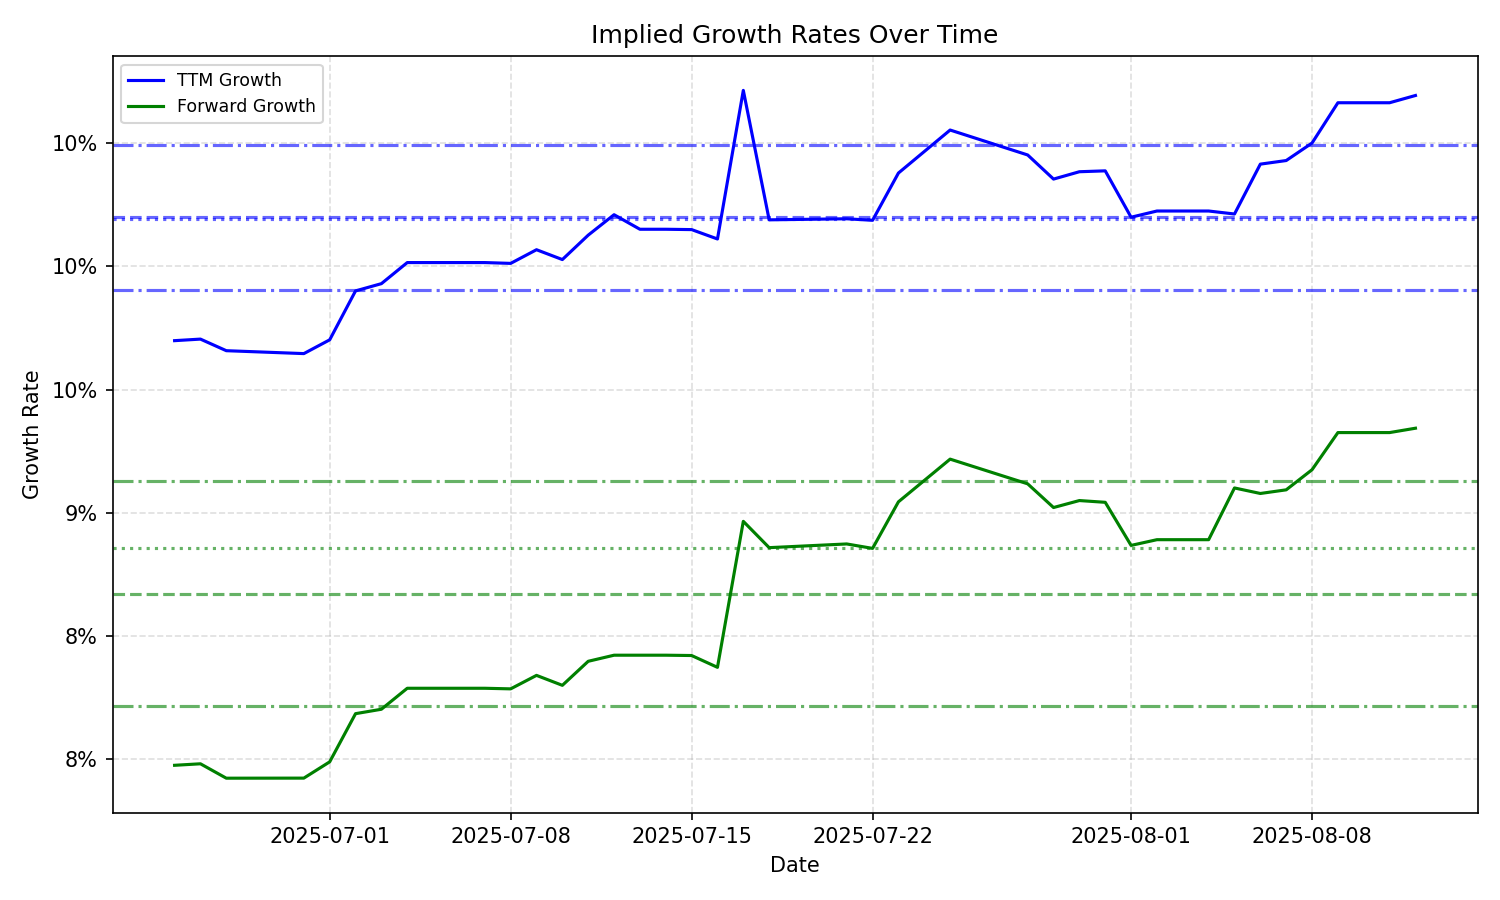 Implied Growth Rates Over Time
TTM Growth
Forward Growth
10%
10%
10%
9%
8%
8%
Growth Rate
2025-07-01
2025-07-08
2025-07-15
2025-07-22
2025-08-01
2025-08-08
Date